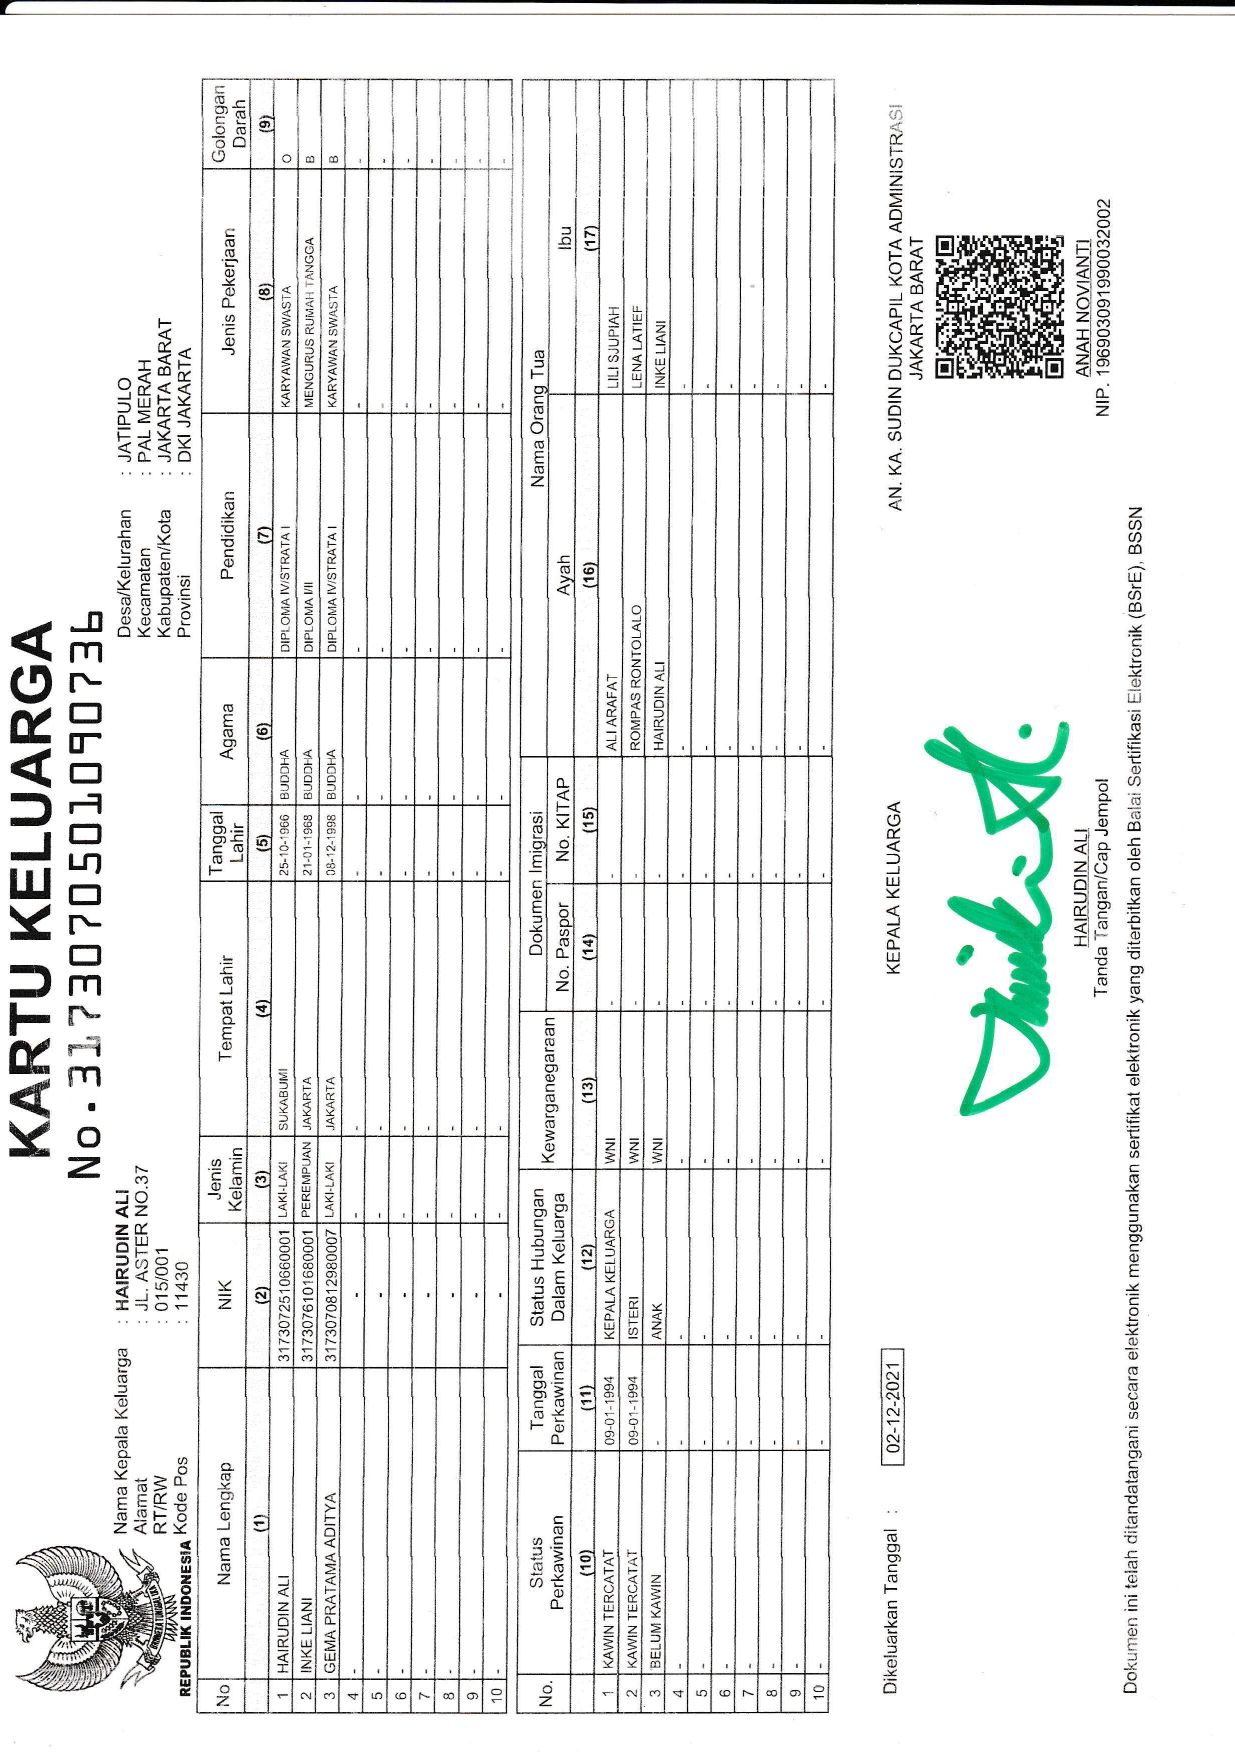 KARTU KELUARGA
No. 3173070501090736
REPUBLIK INDONESIA
Nama Kepala Keluarga : HAIRUDIN ALI
Alamat : JL. ASTER NO.37
RT/RW : 015/001
Kode Pos : 11430
Desa/Kelurahan : JATIPULO
Kecamatan : PAL MERAH
Kabupaten/Kota : JAKARTA BARAT
Provinsi : DKI JAKARTA
No Nama Lengkap NIK Jenis Kelamin Tempat Lahir Tanggal Lahir Agama Pendidikan Jenis Pekerjaan Golongan Darah
(1) (2) (3) (4) (5) (6) (7) (8) (9)
1 HAIRUDIN ALI 3173072510660001 LAKI-LAKI SUKABUMI 25-10-1966 BUDDHA DIPLOMA IV/STRATA I KARYAWAN SWASTA O
2 INKE LIANI 3173076101680001 PEREMPUAN JAKARTA 21-01-1968 BUDDHA DIPLOMA I/II MENGURUS RUMAH TANGGA B
3 GEMA PRATAMA ADITYA 3173070812980007 LAKI-LAKI JAKARTA 08-12-1998 BUDDHA DIPLOMA IV/STRATA I KARYAWAN SWASTA B
4 - - - - - - - - -
5 - - - - - - - - -
6 - - - - - - - - -
7 - - - - - - - - -
8 - - - - - - - - -
9 - - - - - - - - -
10 - - - - - - - - -
No. Status Perkawinan Tanggal Perkawinan Status Hubungan Dalam Keluarga Kewarganegaraan Dokumen Imigrasi Nama Orang Tua
No. Paspor No. KITAP Ayah Ibu
(10) (11) (12) (13) (14) (15) (16) (17)
1 KAWIN TERCATAT 09-01-1994 KEPALA KELUARGA WNI - - ALI ARAFAT LILI SJUPIAH
2 KAWIN TERCATAT 09-01-1994 ISTERI WNI - - ROMPAS RONTOLALO LENA LATIEF
3 BELUM KAWIN - ANAK WNI - - HAIRUDIN ALI INKE LIANI
4 - - - - - - - -
5 - - - - - - - -
6 - - - - - - - -
7 - - - - - - - -
8 - - - - - - - -
9 - - - - - - - -
10 - - - - - - - -
Dikeluarkan Tanggal : 02-12-2021
KEPALA KELUARGA
HAIRUDIN ALI
Tanda Tangan/Cap Jempol
AN. KA. SUDIN DUKCAPIL KOTA ADMINISTRASI
JAKARTA BARAT
ANAH NOVIANTI
NIP. 196903091990032002
Dokumen ini telah ditandatangani secara elektronik menggunakan sertifikat elektronik yang diterbitkan oleh Balai Sertifikasi Elektronik (BSrE), BSSN